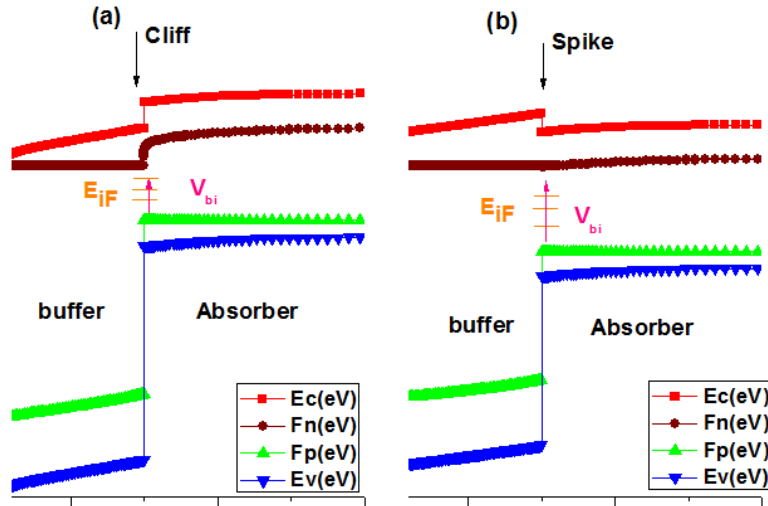 (a)
Cliff
E_iF
V_bi
buffer
Absorber
Ec(eV)
Fn(eV)
Fp(eV)
Ev(eV)
(b)
Spike
E_iF
V_bi
buffer
Absorber
Ec(eV)
Fn(eV)
Fp(eV)
Ev(eV)